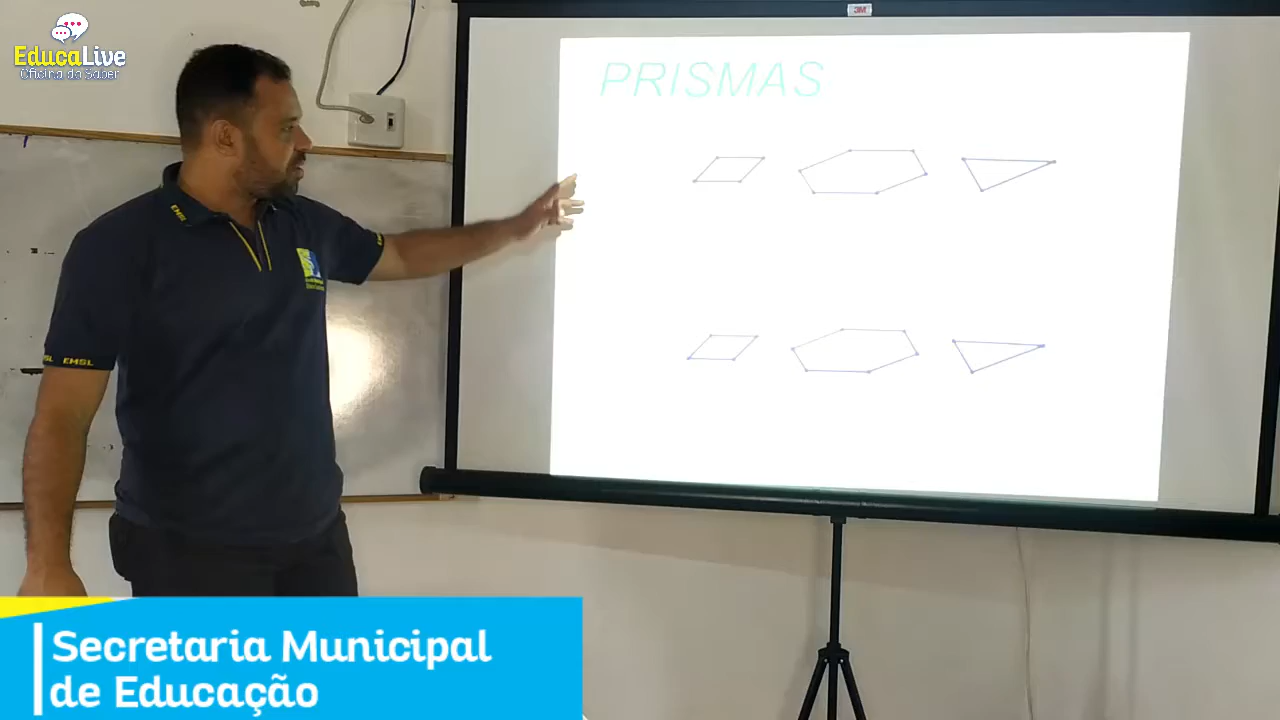 EducaLive
Oficina do Saber
3M
PRISMAS
EMSL
EMSL
Secretaria Municipal
de Educação